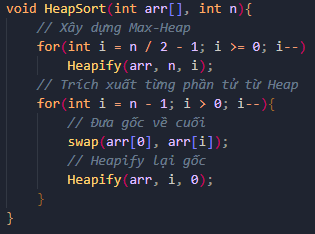 void HeapSort(int arr[], int n){
    // Xây dựng Max-Heap
    for(int i = n / 2 - 1; i >= 0; i--)
        Heapify(arr, n, i);
    // Trích xuất từng phần tử từ Heap
    for(int i = n - 1; i > 0; i--){
        // Đưa gốc về cuối
        swap(arr[0], arr[i]);
        // Heapify lại gốc
        Heapify(arr, i, 0);
    }
}